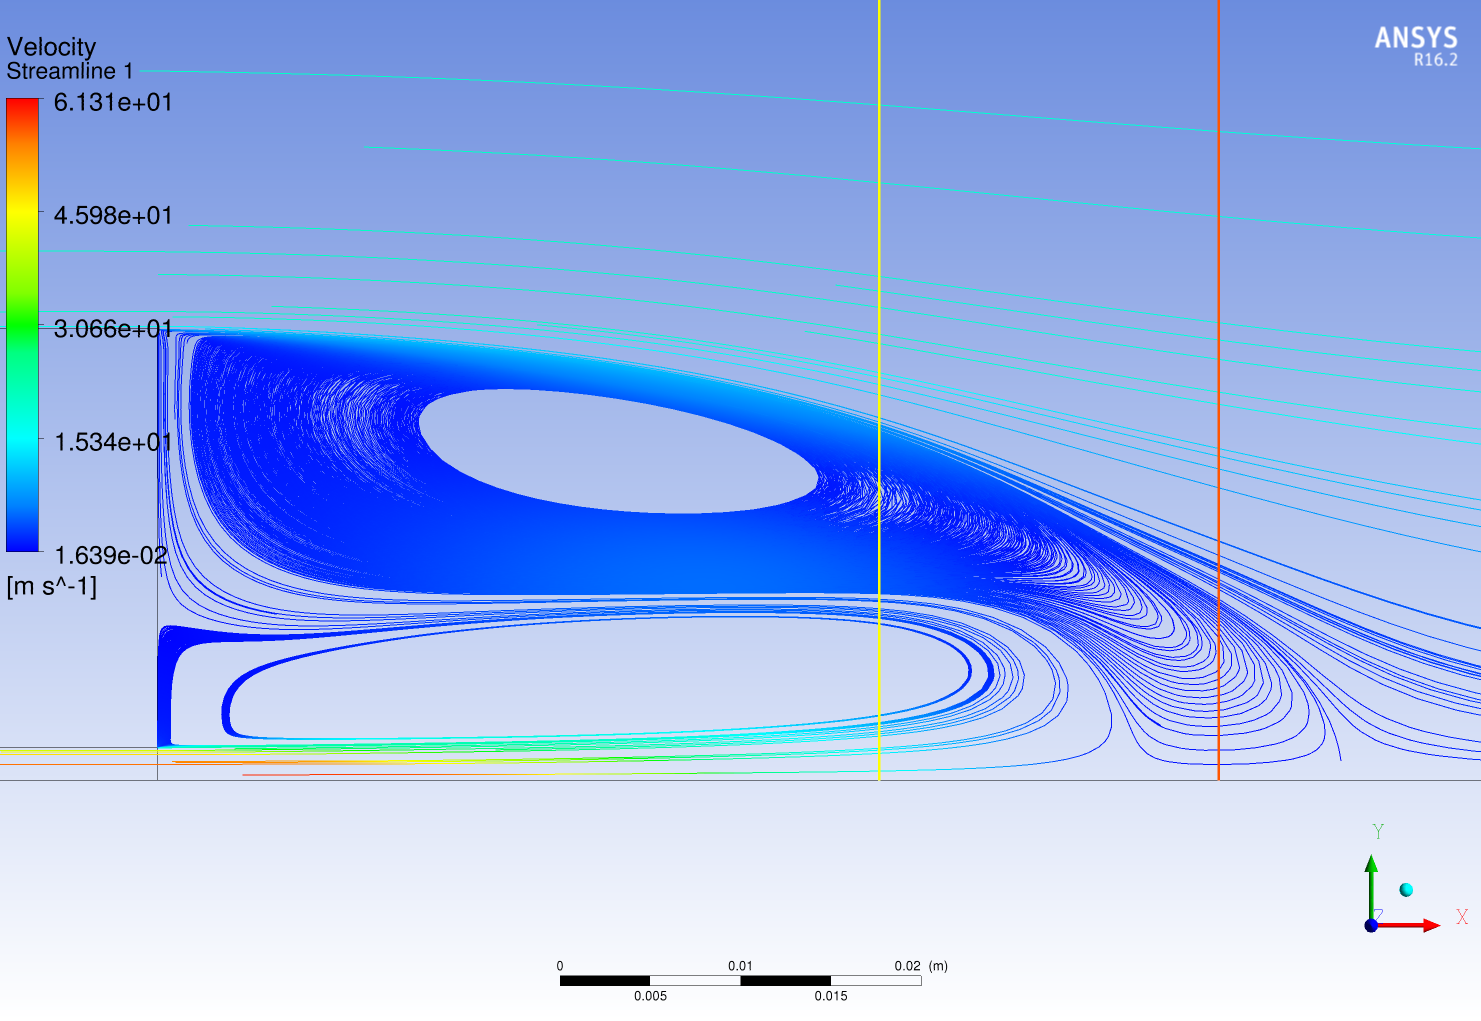 Velocity
Streamline 1
6.131e+01
4.598e+01
3.066e+01
1.534e+01
1.639e-02
[m s^-1]
ANSYS
R16.2
Y
Z
X
0 0.01 0.02 (m)
0.005 0.015